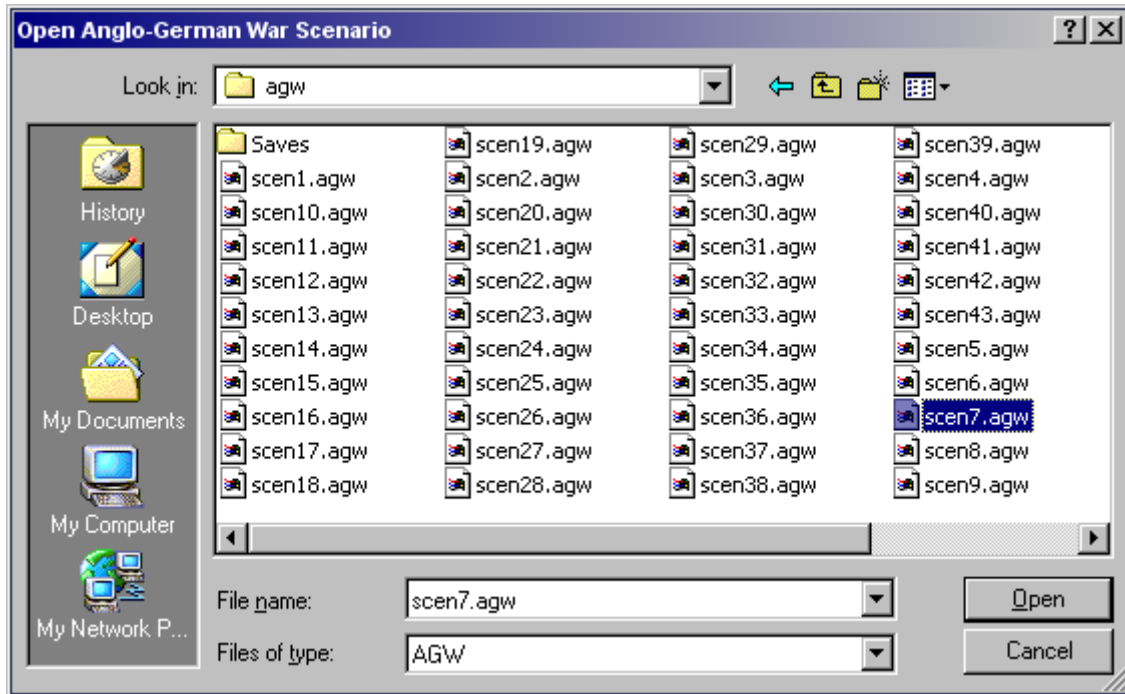 Open Anglo-German War Scenario
Look in: agw
History
Desktop
My Documents
My Computer
My Network P...
Saves
scen1.agw
scen10.agw
scen11.agw
scen12.agw
scen13.agw
scen14.agw
scen15.agw
scen16.agw
scen17.agw
scen18.agw
scen19.agw
scen2.agw
scen20.agw
scen21.agw
scen22.agw
scen23.agw
scen24.agw
scen25.agw
scen26.agw
scen27.agw
scen28.agw
scen29.agw
scen3.agw
scen30.agw
scen31.agw
scen32.agw
scen33.agw
scen34.agw
scen35.agw
scen36.agw
scen37.agw
scen38.agw
scen39.agw
scen4.agw
scen40.agw
scen41.agw
scen42.agw
scen43.agw
scen5.agw
scen6.agw
scen7.agw
scen8.agw
scen9.agw
File name: scen7.agw
Open
Files of type: AGW
Cancel